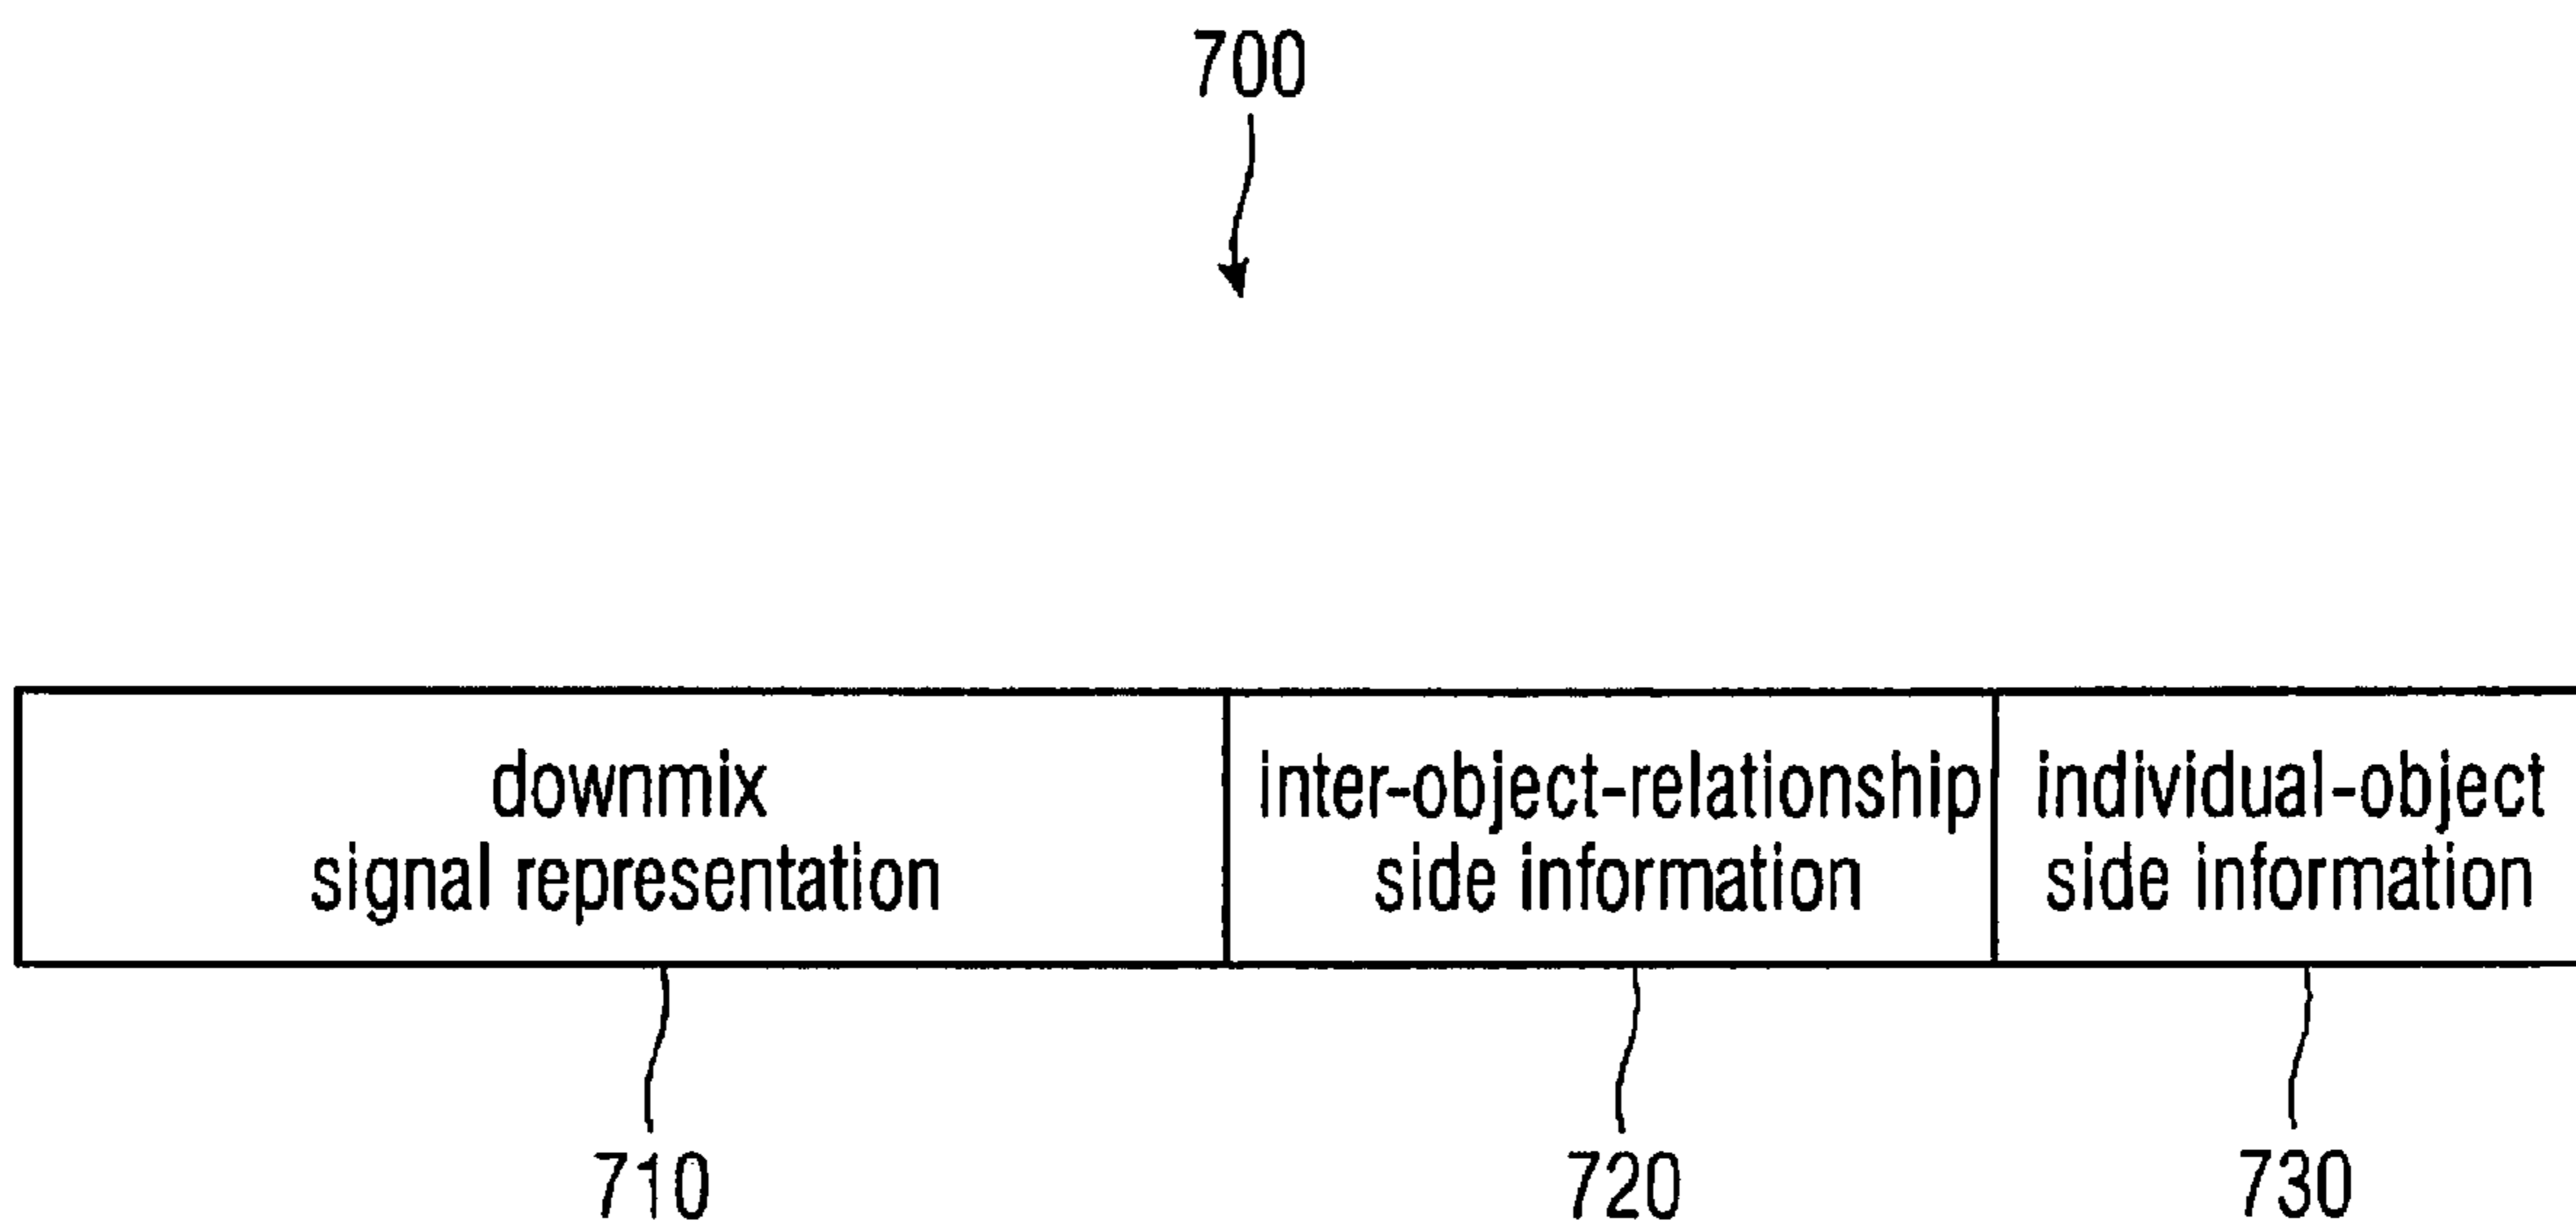 700
downmix
signal representation
inter-object-relationship
side information
individual-object
side information
710
720
730